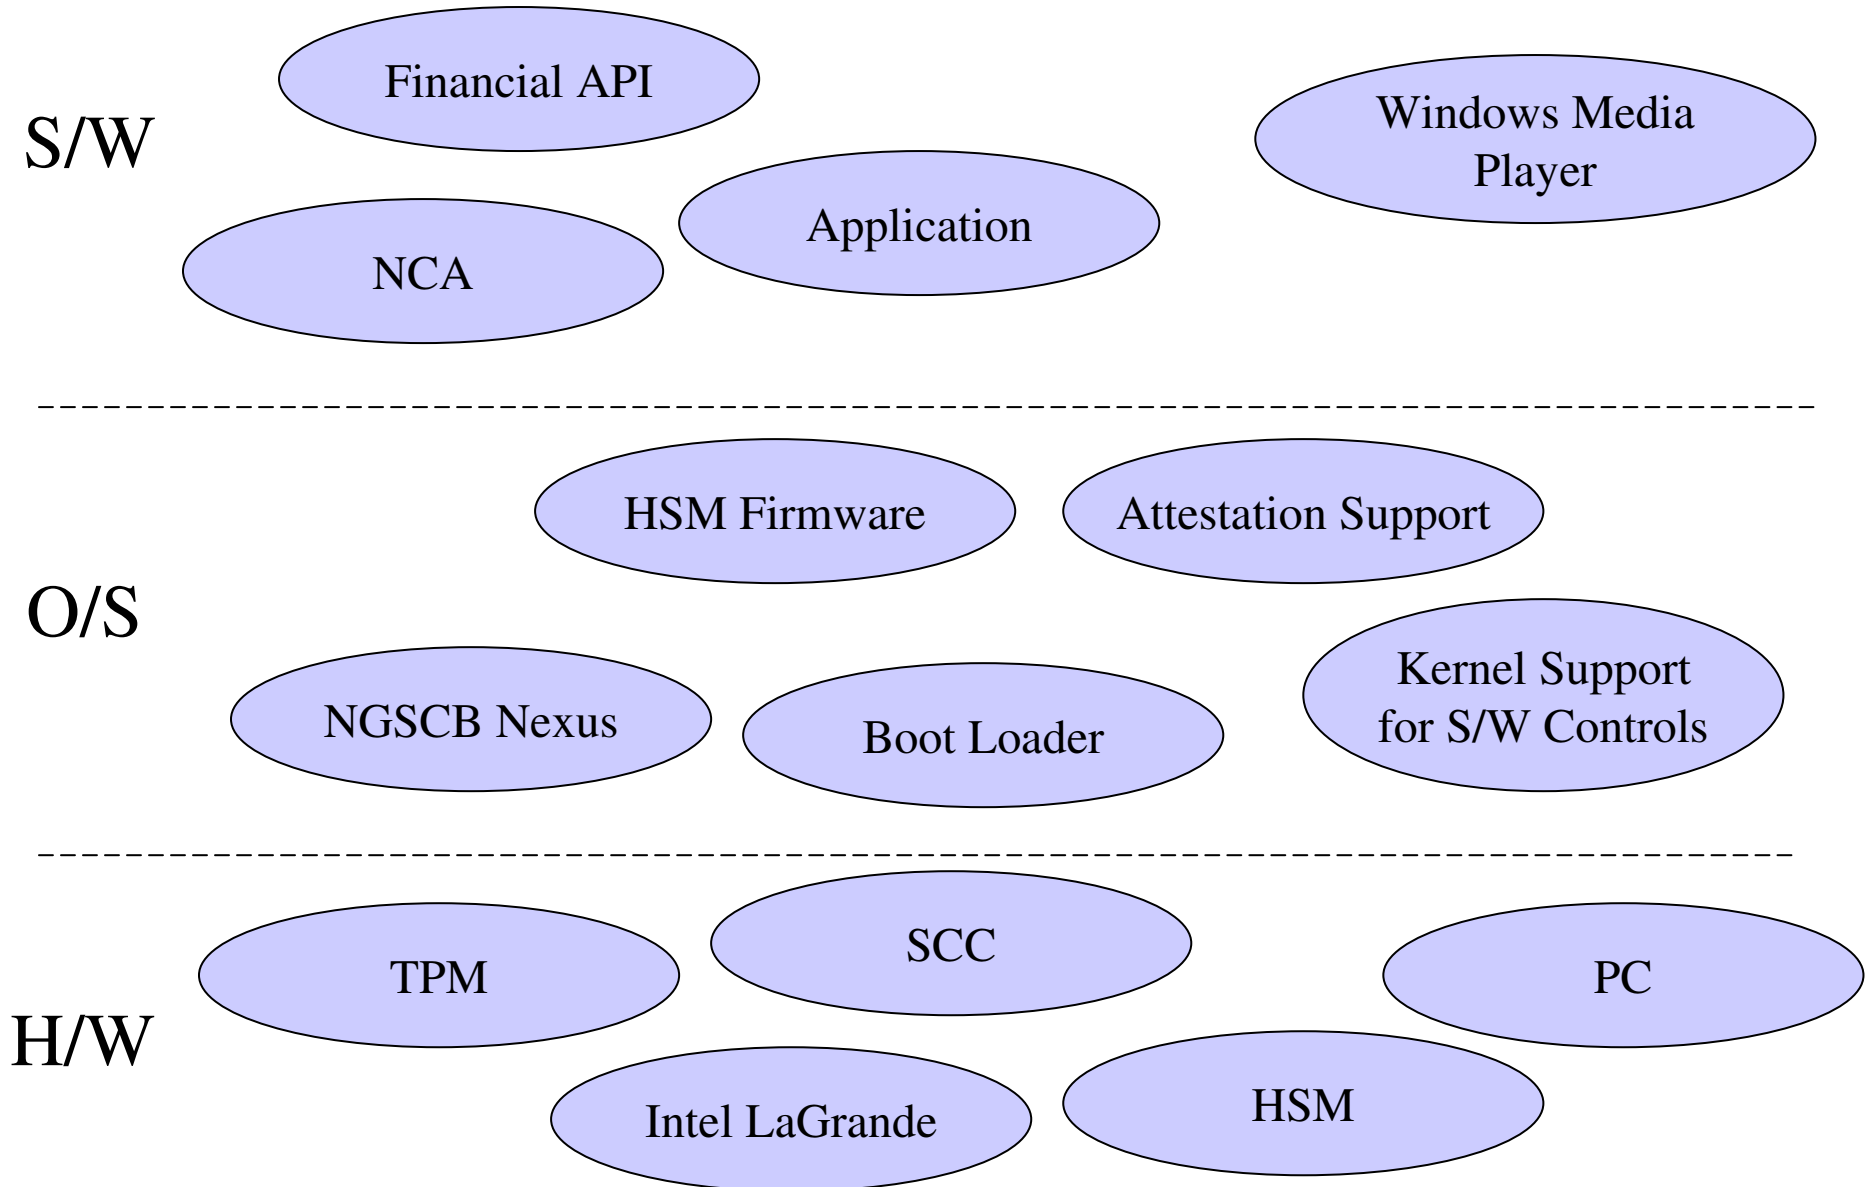 S/W
Financial API
Windows Media
Player
Application
NCA
O/S
HSM Firmware
Attestation Support
NGSCB Nexus
Boot Loader
Kernel Support
for S/W Controls
H/W
TPM
SCC
PC
Intel LaGrande
HSM